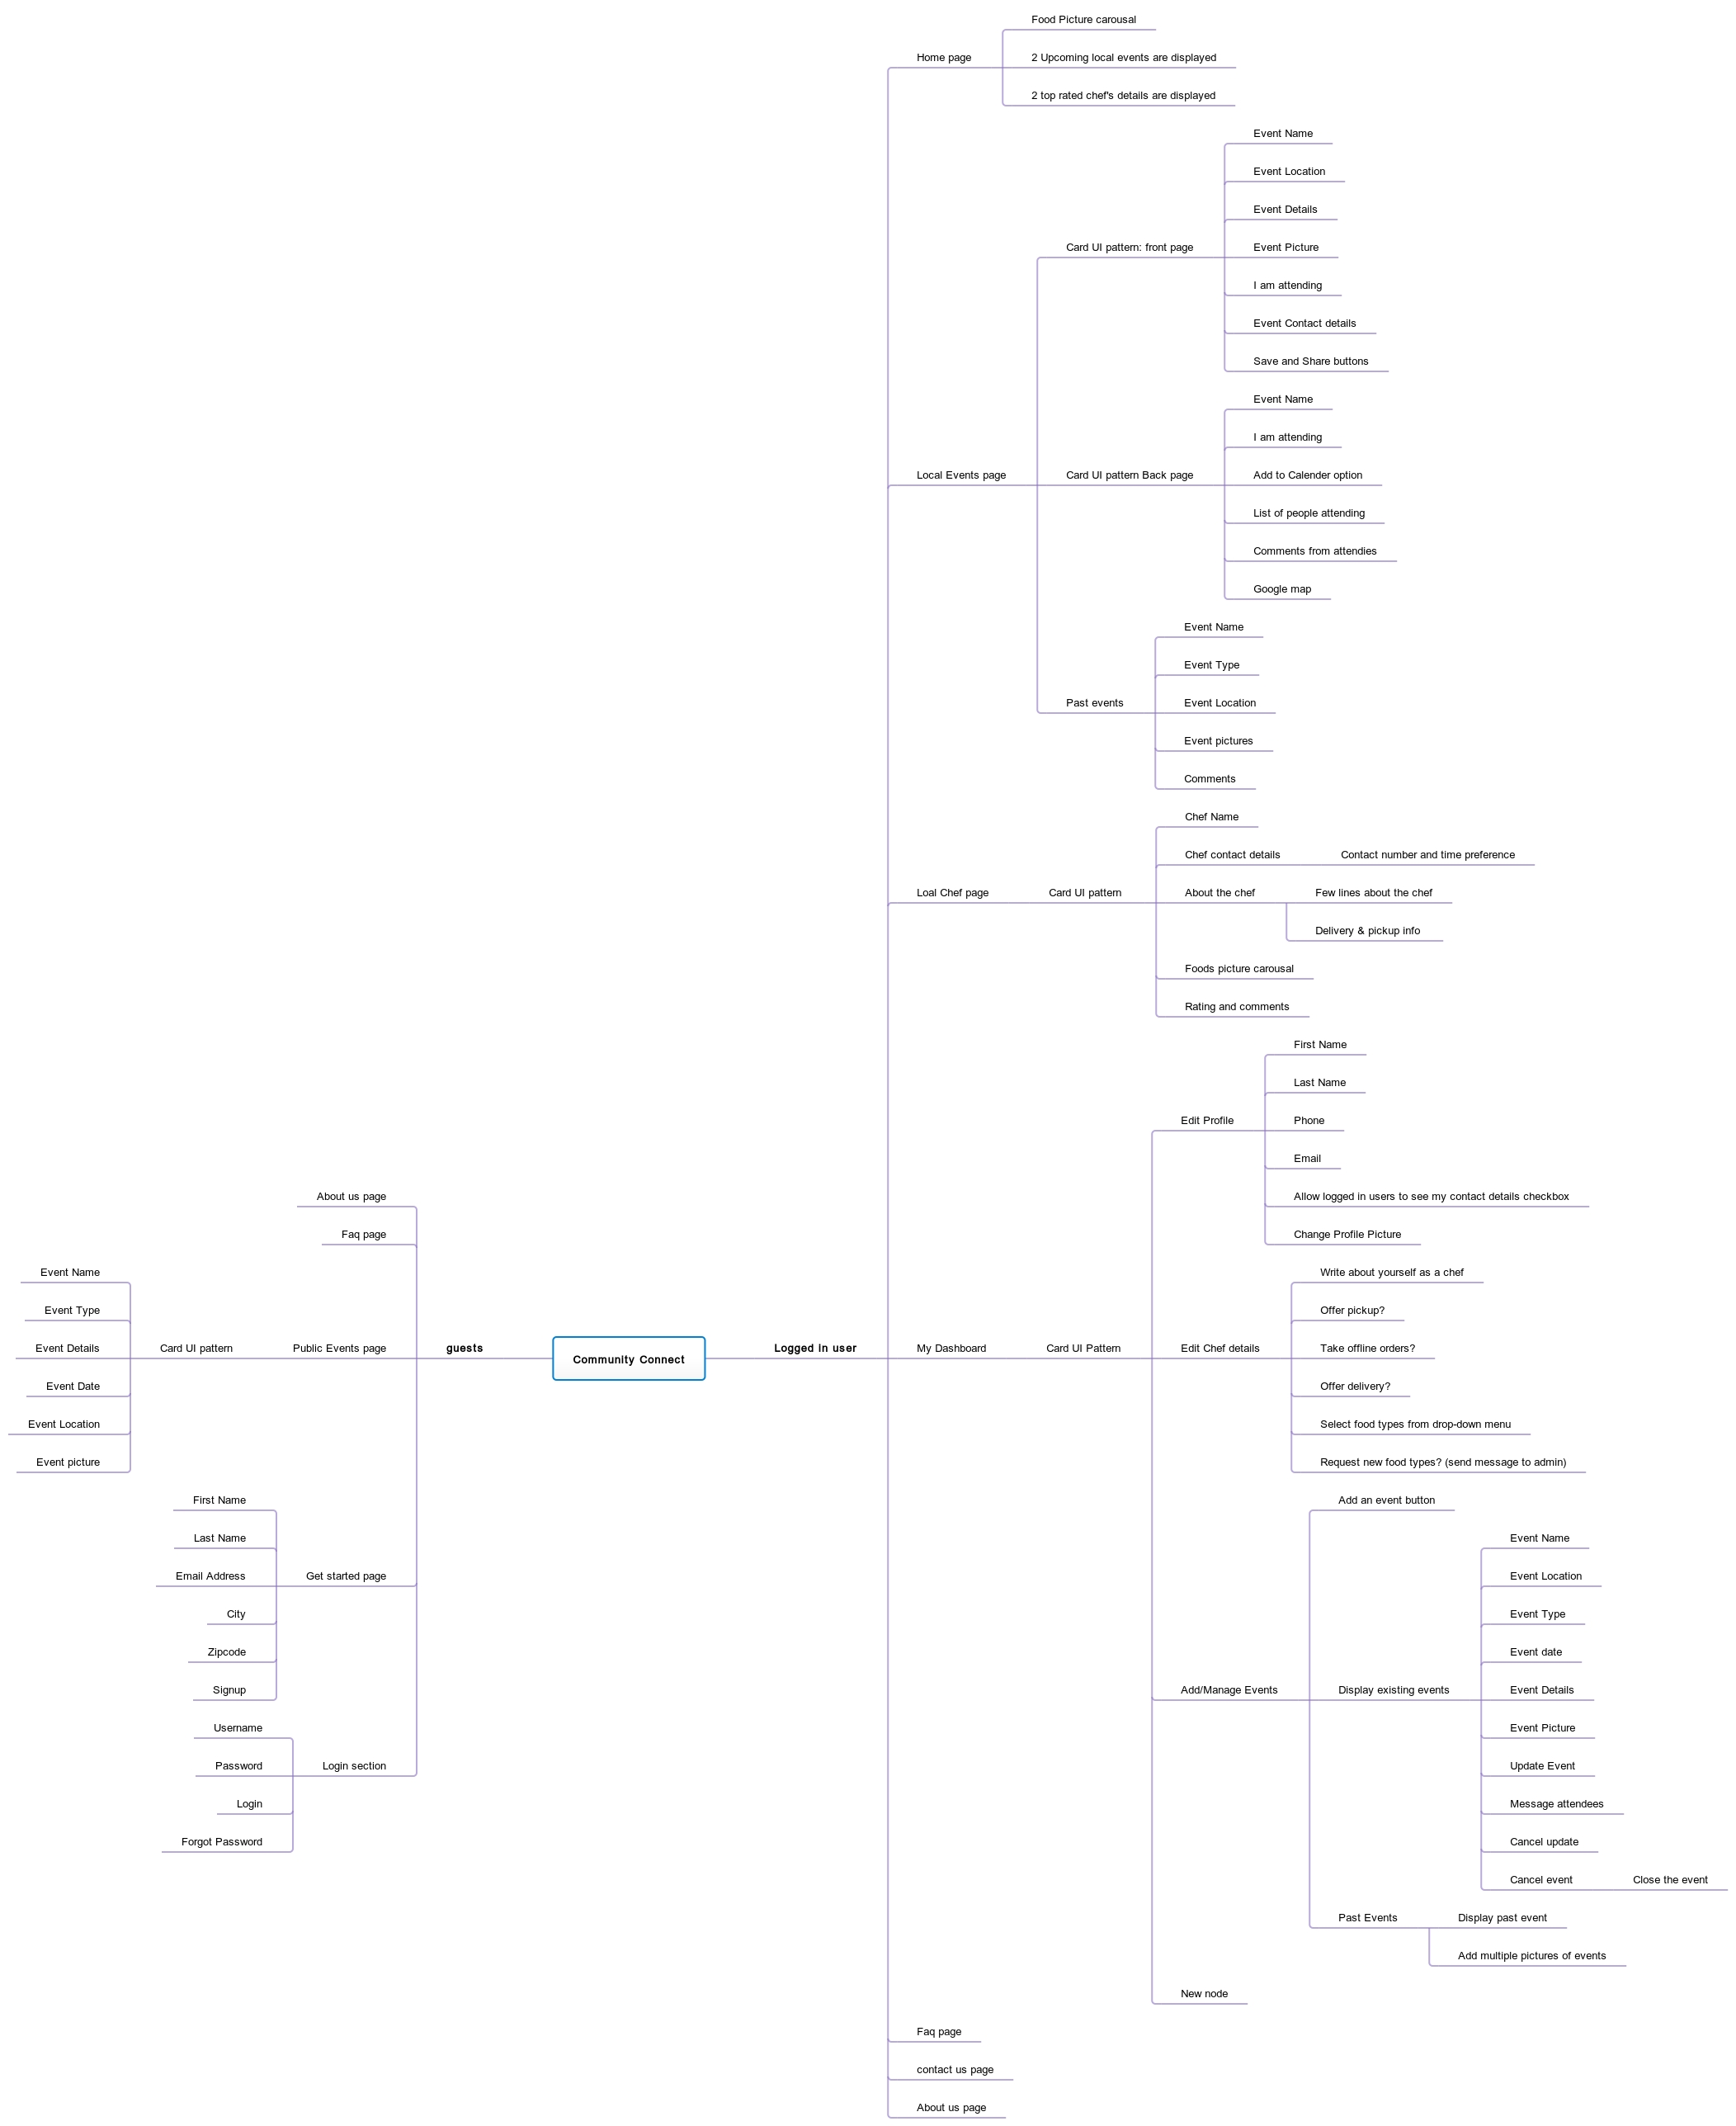 Community Connect
guests
About us page
Faq page
Public Events page
Card UI pattern
Event Name
Event Type
Event Details
Event Date
Event Location
Event picture
Get started page
First Name
Last Name
Email Address
City
Zipcode
Signup
Login section
Username
Password
Login
Forgot Password
Logged in user
Home page
Food Picture carousal
2 Upcoming local events are displayed
2 top rated chef's details are displayed
Local Events page
Card UI pattern: front page
Event Name
Event Location
Event Details
Event Picture
I am attending
Event Contact details
Save and Share buttons
Card UI pattern Back page
Event Name
I am attending
Add to Calender option
List of people attending
Comments from attendies
Google map
Past events
Event Name
Event Type
Event Location
Event pictures
Comments
Loal Chef page
Card UI pattern
Chef Name
Chef contact details
Contact number and time preference
About the chef
Few lines about the chef
Delivery & pickup info
Foods picture carousal
Rating and comments
My Dashboard
Card UI Pattern
Edit Profile
First Name
Last Name
Phone
Email
Allow logged in users to see my contact details checkbox
Change Profile Picture
Edit Chef details
Write about yourself as a chef
Offer pickup?
Take offline orders?
Offer delivery?
Select food types from drop-down menu
Request new food types? (send message to admin)
Add/Manage Events
Add an event button
Display existing events
Event Name
Event Location
Event Type
Event date
Event Details
Event Picture
Update Event
Message attendees
Cancel update
Cancel event
Close the event
Past Events
Display past event
Add multiple pictures of events
New node
Faq page
contact us page
About us page